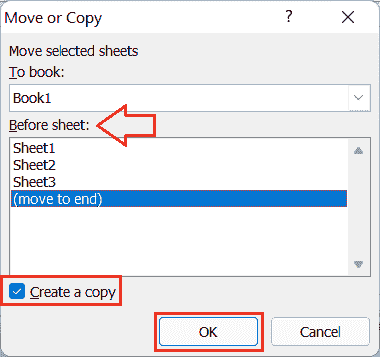 Move or Copy ? ×
Move selected sheets
To book:
Book1
Before sheet:
Sheet1
Sheet2
Sheet3
(move to end)
Create a copy
OK Cancel